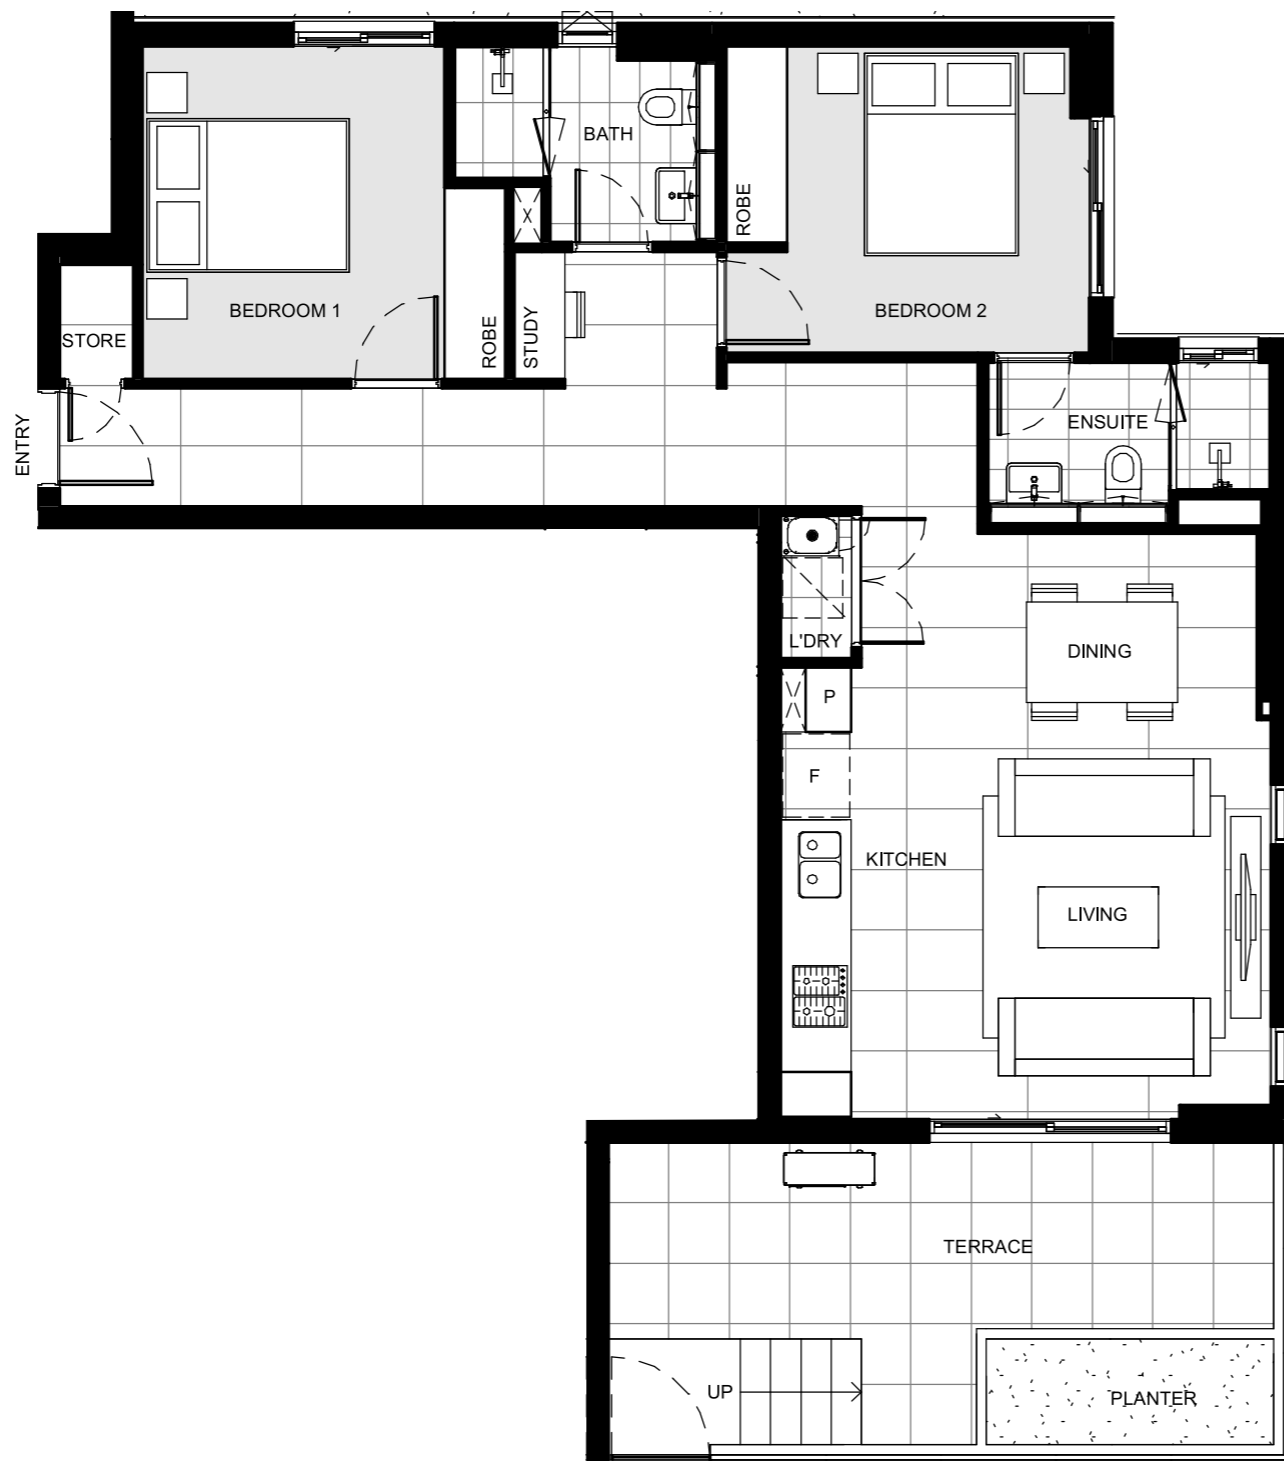 BATH
ROBE
BEDROOM 1
BEDROOM 2
STORE
ROBE
STUDY
ENTRY
ENSUITE
L'DRY
DINING
P
F
KITCHEN
LIVING
TERRACE
UP
PLANTER